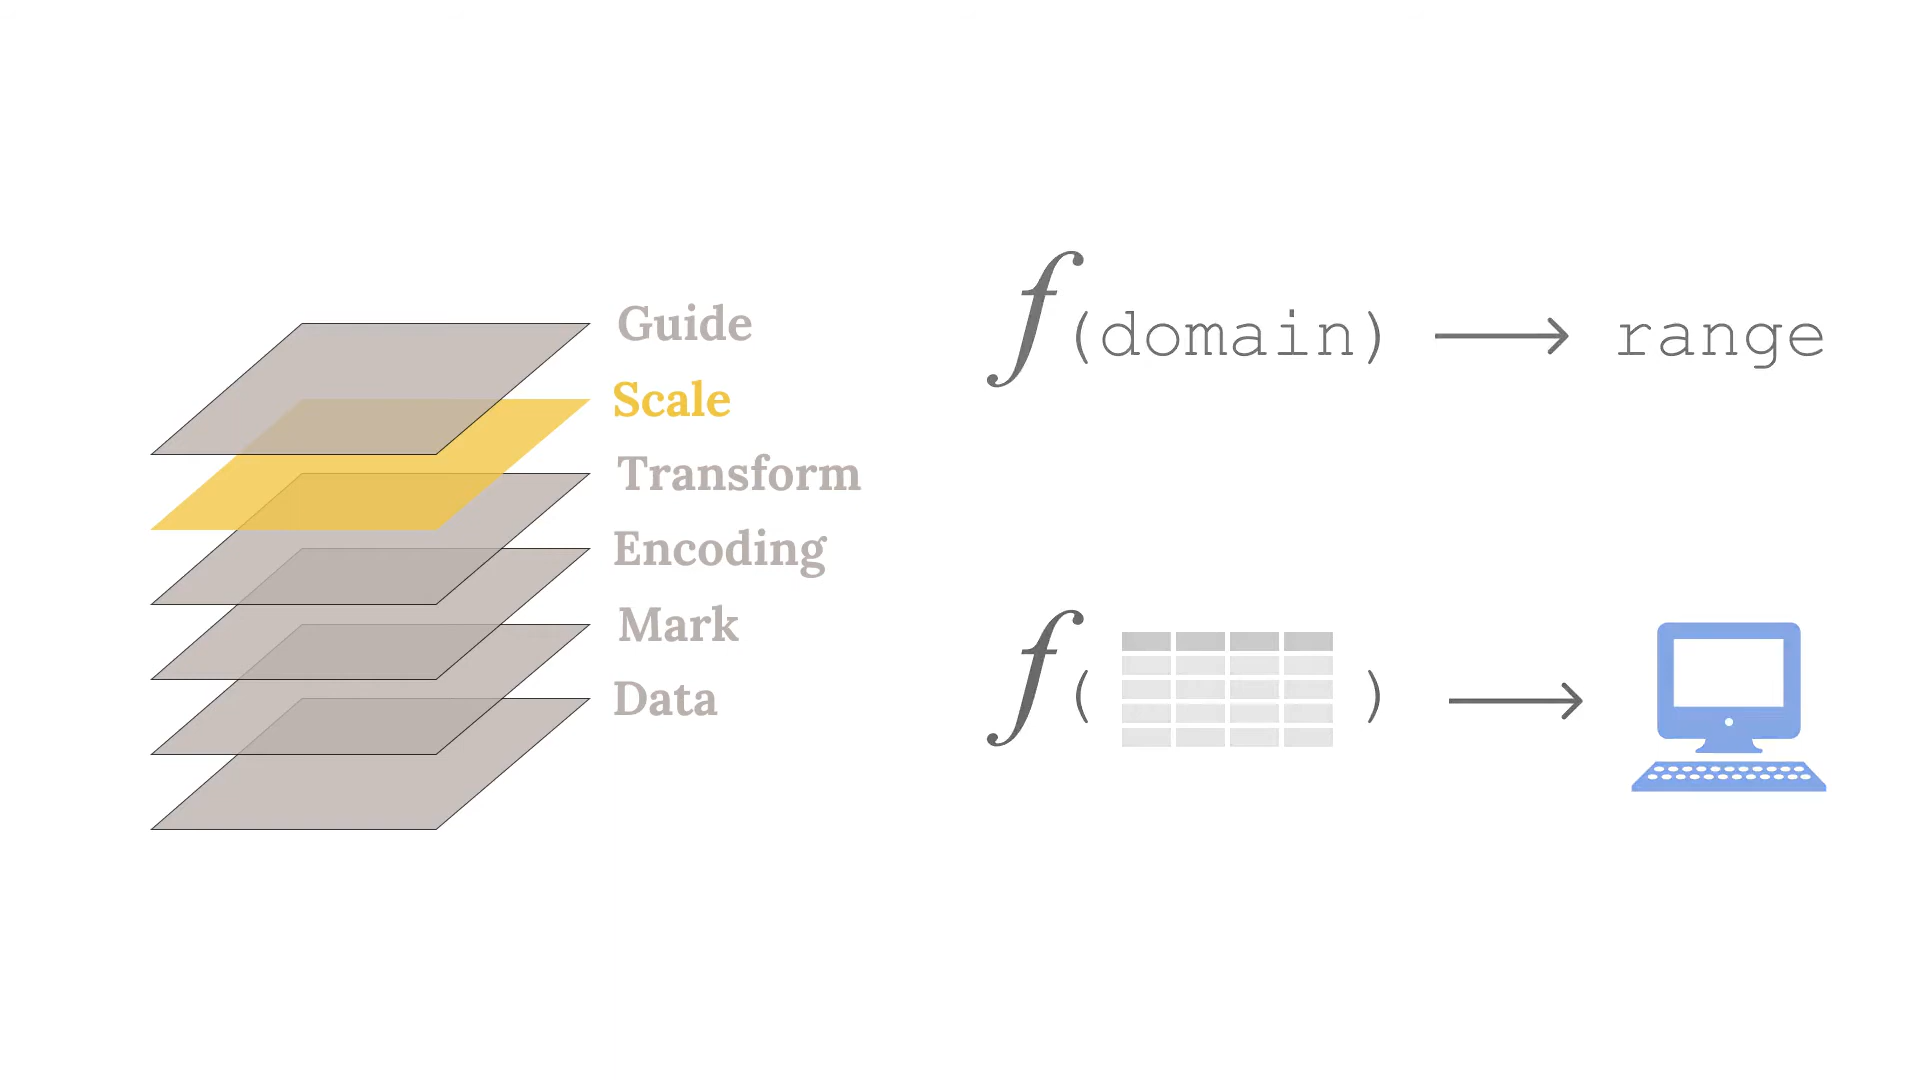 Guide
Scale
Transform
Encoding
Mark
Data
f(domain) ⟶ range
f( ) ⟶